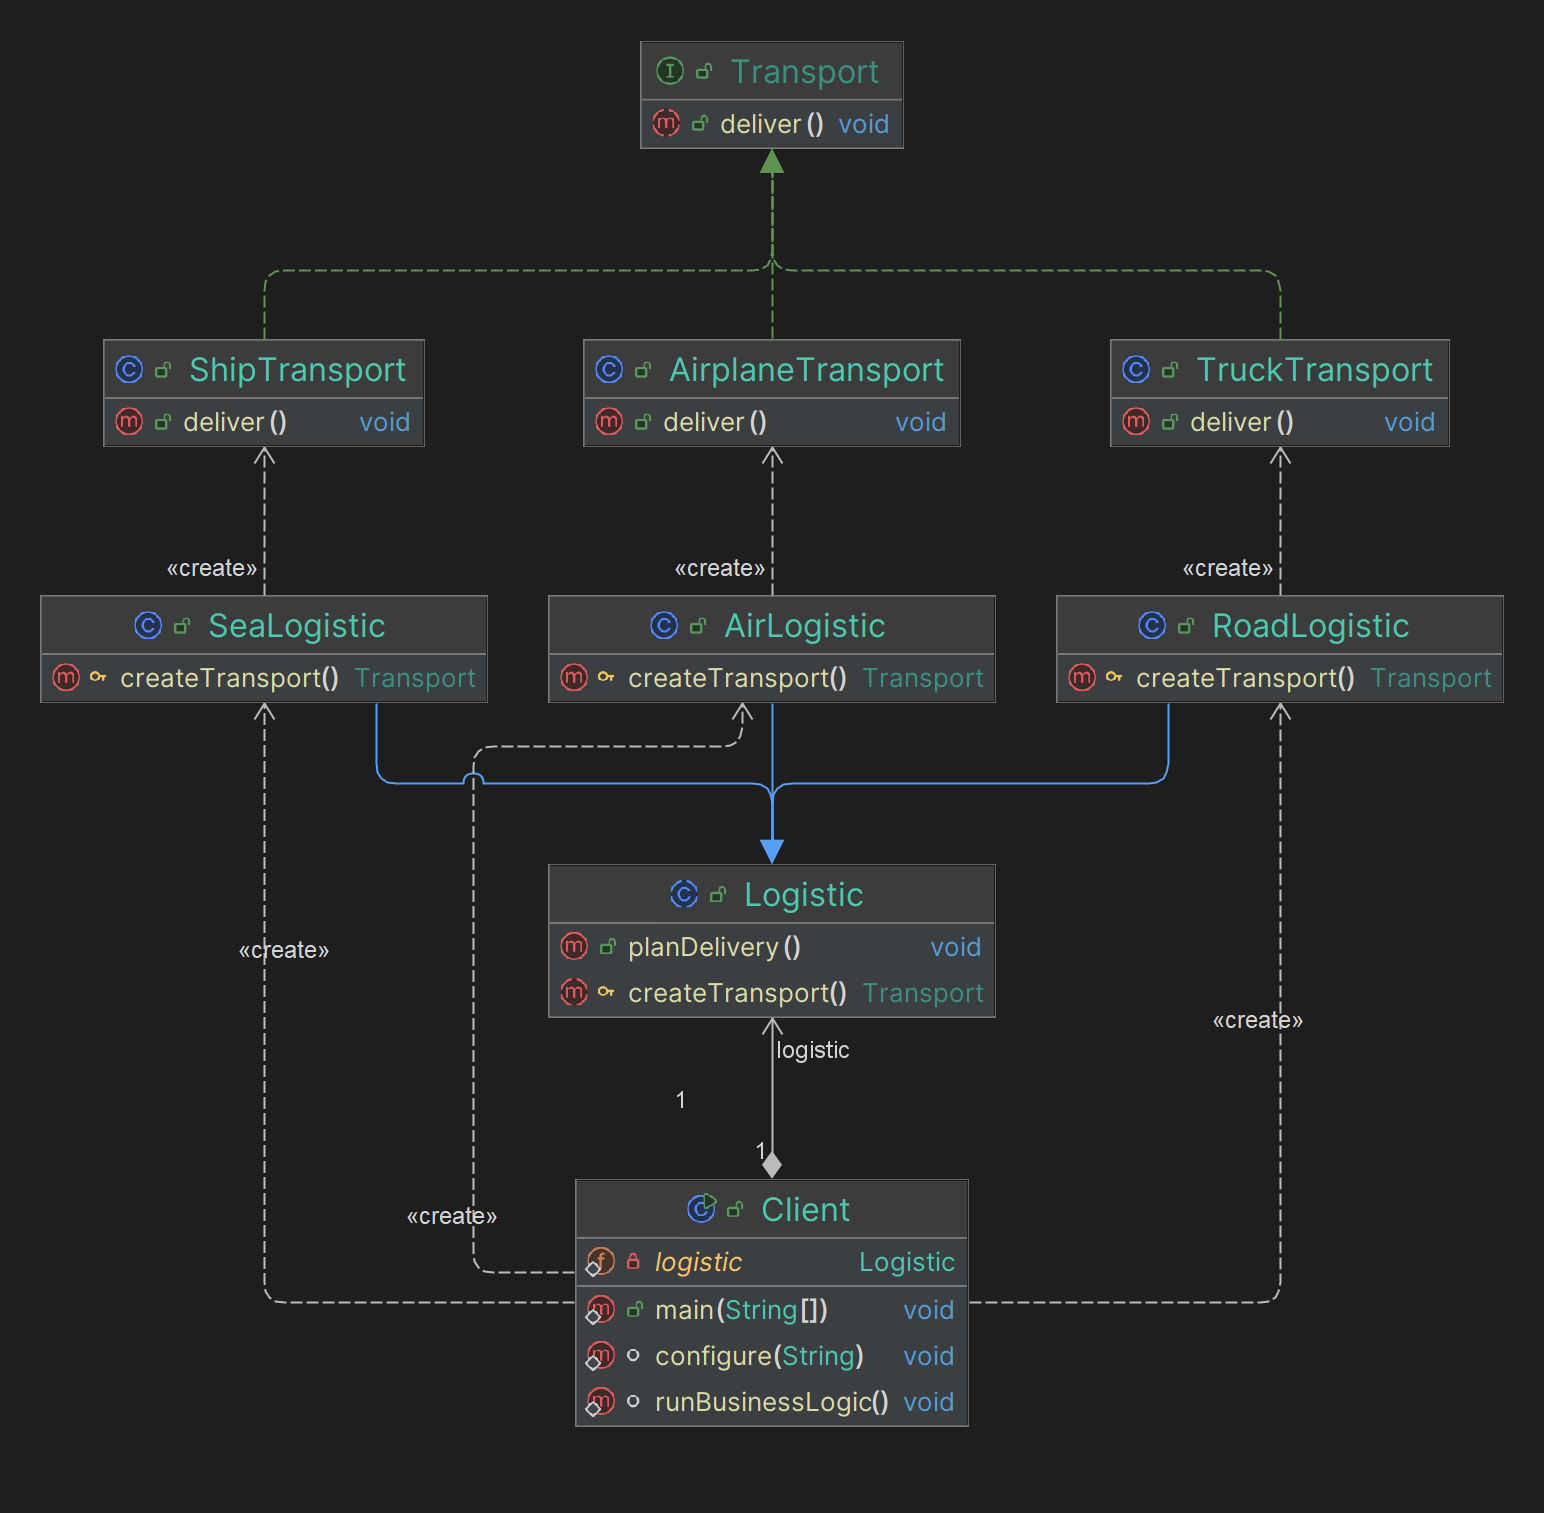 Transport
deliver() void
ShipTransport
deliver() void
AirplaneTransport
deliver() void
TruckTransport
deliver() void
«create»
«create»
«create»
SeaLogistic
createTransport() Transport
AirLogistic
createTransport() Transport
RoadLogistic
createTransport() Transport
Logistic
planDelivery() void
createTransport() Transport
«create»
«create»
logistic
1
1
«create»
Client
logistic Logistic
main(String[]) void
configure(String) void
runBusinessLogic() void